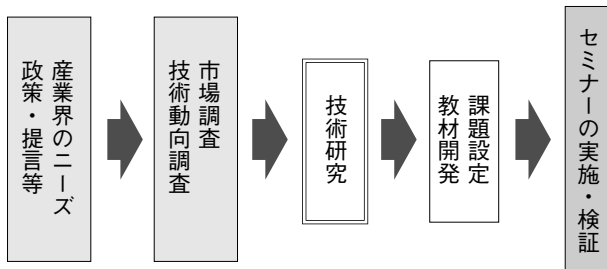 産業界のニーズ
政策・提言等
市場調査
技術動向調査
技術研究
課題設定
教材開発
セミナーの実施・検証